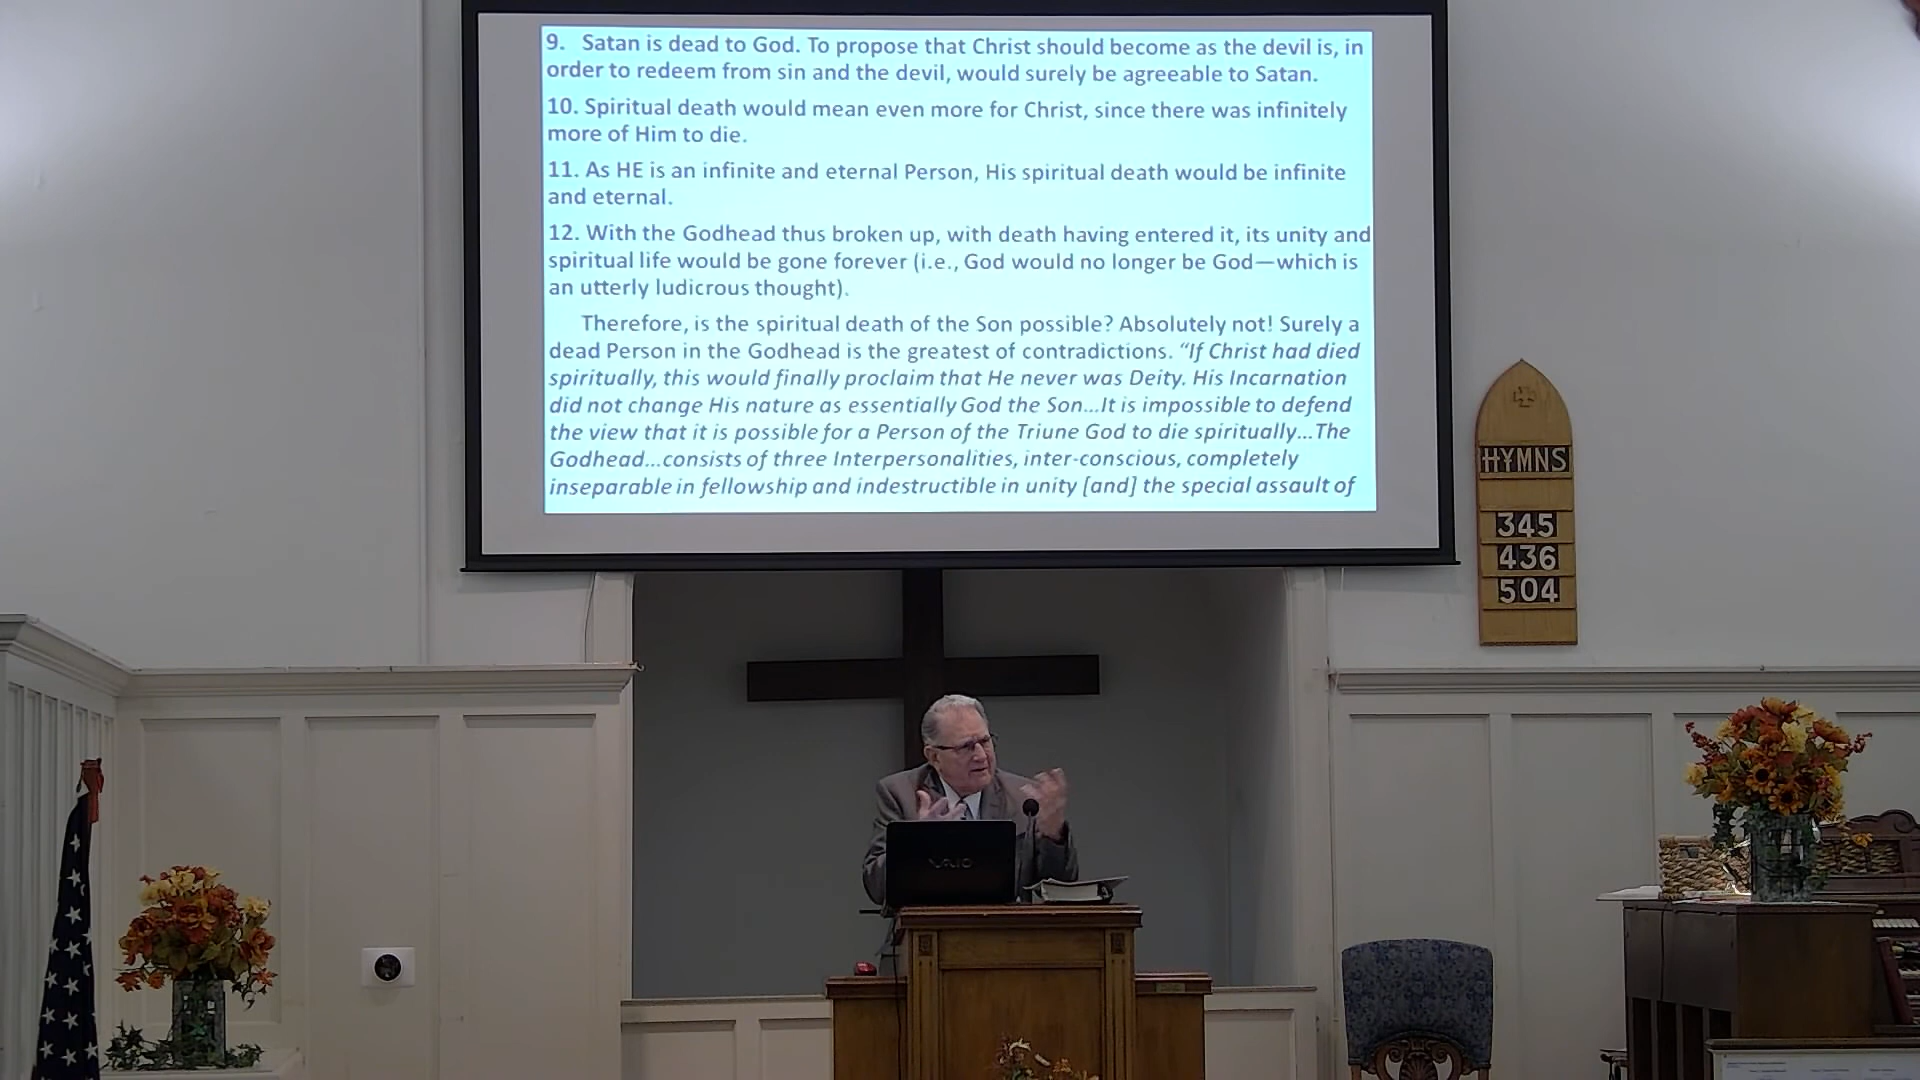 9. Satan is dead to God. To propose that Christ should become as the devil is, in
order to redeem from sin and the devil, would surely be agreeable to Satan.
10. Spiritual death would mean even more for Christ, since there was infinitely
more of Him to die.
11. As HE is an infinite and eternal Person, His spiritual death would be infinite
and eternal.
12. With the Godhead thus broken up, with death having entered it, its unity and
spiritual life would be gone forever (i.e., God would no longer be God—which is
an utterly ludicrous thought).
Therefore, is the spiritual death of the Son possible? Absolutely not! Surely a
dead Person in the Godhead is the greatest of contradictions. “If Christ had died
spiritually, this would finally proclaim that He never was Deity. His Incarnation
did not change His nature as essentially God the Son...It is impossible to defend
the view that it is possible for a Person of the Triune God to die spiritually...The
Godhead...consists of three Interpersonalities, inter-conscious, completely
inseparable in fellowship and indestructible in unity [and] the special assault of
HYMNS
345
436
504
VAIO